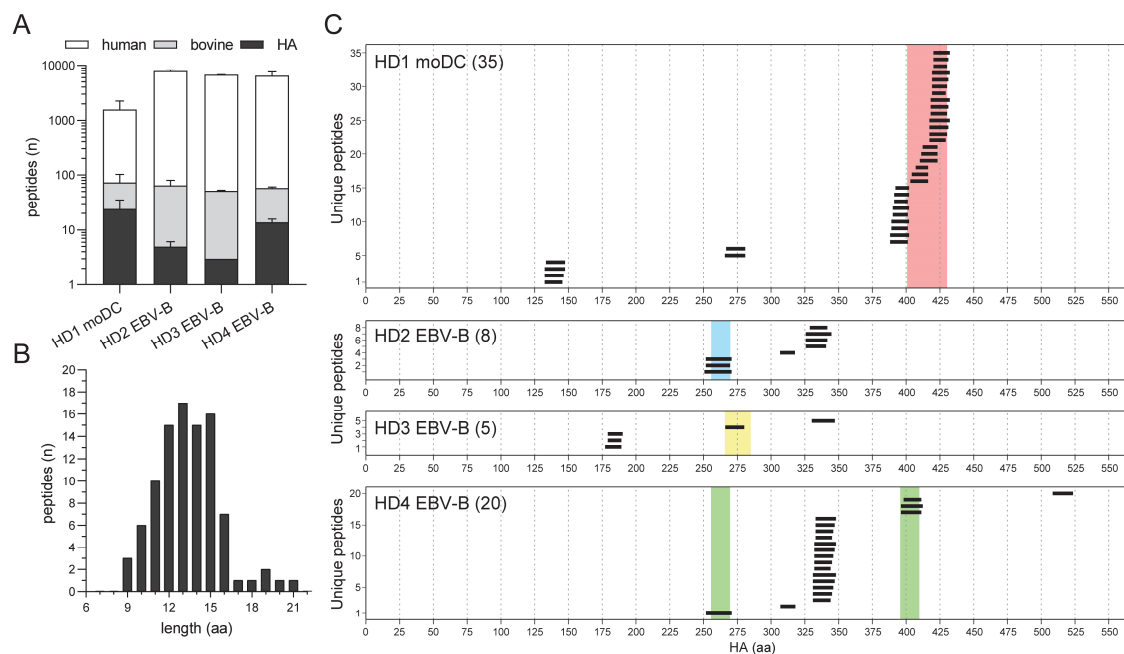 A
human bovine HA
10000
1000
100
10
1
peptides (n)
HD1 moDC HD2 EBV-B HD3 EBV-B HD4 EBV-B
B
20
18
16
14
12
10
8
6
4
2
0
peptides (n)
6 9 12 15 18 21
length (aa)
C
HD1 moDC (35)
35
30
25
20
15
10
5
1
Unique peptides
0 25 50 75 100 125 150 175 200 225 250 275 300 325 350 375 400 425 450 475 500 525 550
HD2 EBV-B (8)
8
6
4
2
Unique peptides
0 25 50 75 100 125 150 175 200 225 250 275 300 325 350 375 400 425 450 475 500 525 550
HD3 EBV-B (5)
5
3
1
Unique peptides
0 25 50 75 100 125 150 175 200 225 250 275 300 325 350 375 400 425 450 475 500 525 550
HD4 EBV-B (20)
20
15
10
5
1
Unique peptides
0 25 50 75 100 125 150 175 200 225 250 275 300 325 350 375 400 425 450 475 500 525 550
HA (aa)